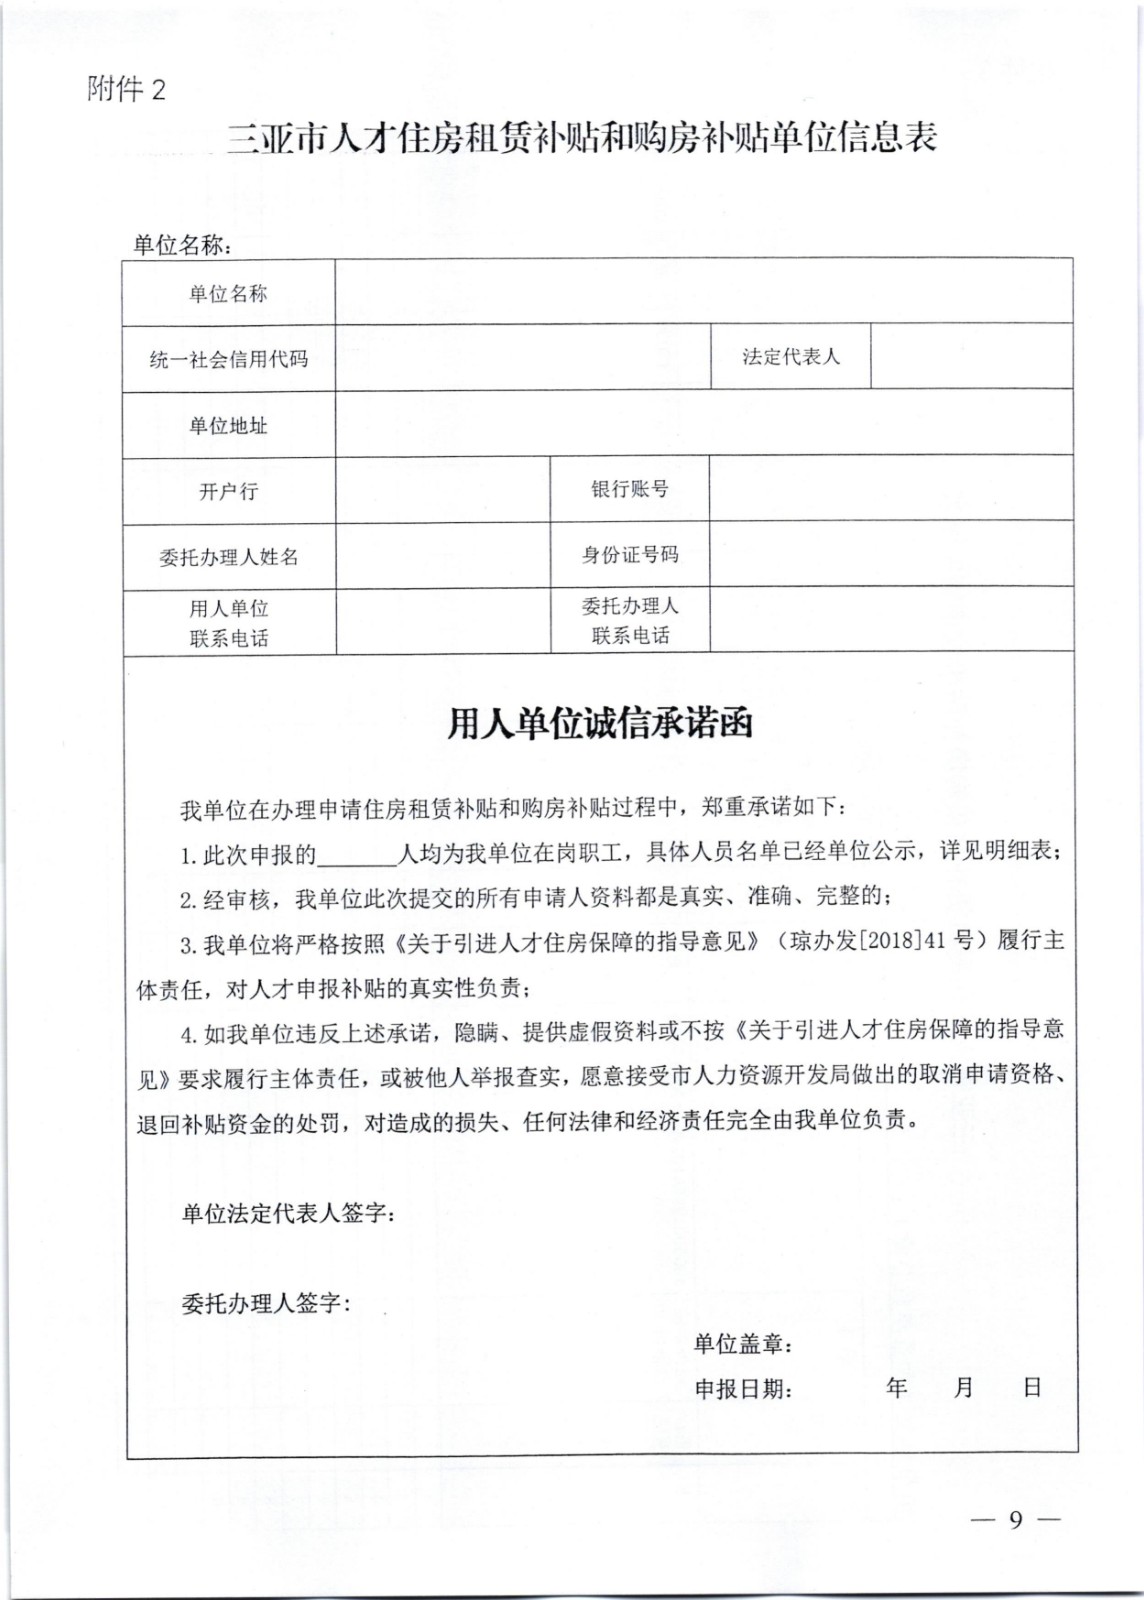 附件 2
三亚市人才住房租赁补贴和购房补贴单位信息表
单位名称：
单位名称
统一社会信用代码 法定代表人
单位地址
开户行 银行账号
委托办理人姓名 身份证号码
用人单位 委托办理人
联系电话 联系电话
用人单位诚信承诺函
我单位在办理申请住房租赁补贴和购房补贴过程中，郑重承诺如下：
1.此次申报的_______人均为我单位在岗职工，具体人员名单已经单位公示，详见明细表；
2.经审核，我单位此次提交的所有申请人资料都是真实、准确、完整的；
3.我单位将严格按照《关于引进人才住房保障的指导意见》（琼办发[2018]41 号）履行主
体责任，对人才申报补贴的真实性负责；
4.如我单位违反上述承诺，隐瞒、提供虚假资料或不按《关于引进人才住房保障的指导意
见》要求履行主体责任，或被他人举报查实，愿意接受市人力资源开发局做出的取消申请资格、
退回补贴资金的处罚，对造成的损失、任何法律和经济责任完全由我单位负责。
单位法定代表人签字：
委托办理人签字：
单位盖章：
申报日期： 年 月 日
— 9 —